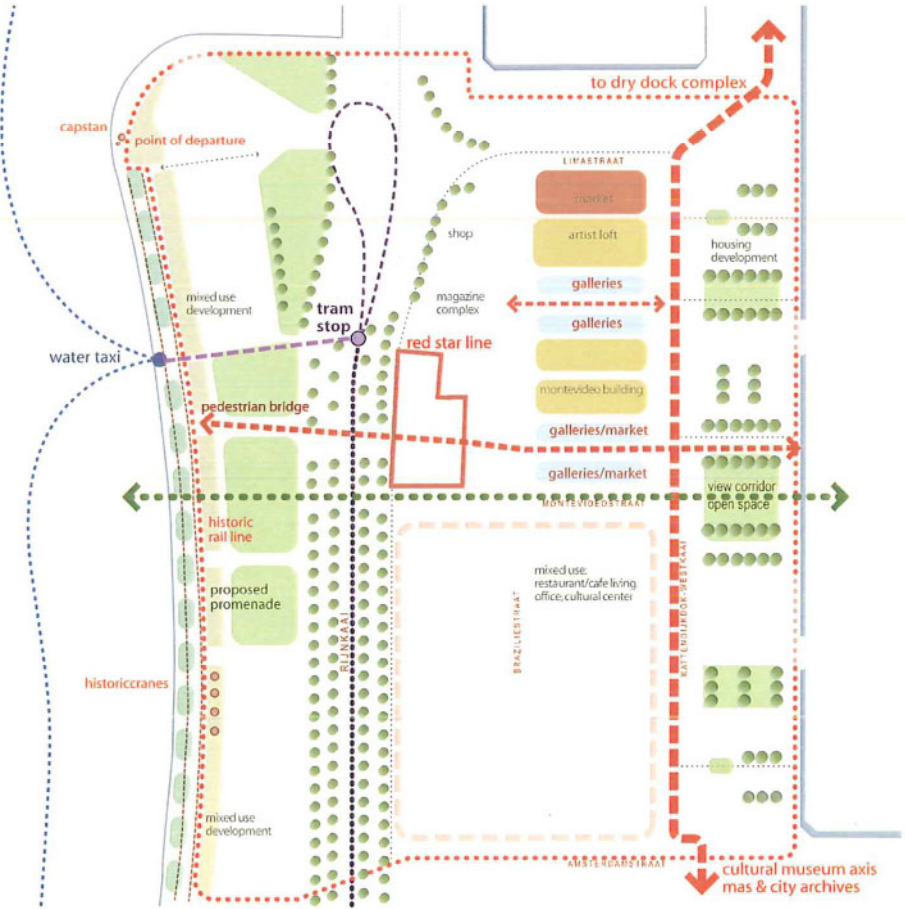 to dry dock complex
capstan
point of departure
LIMASTRAAT
market
artist loft
shop
housing
development
galleries
mixed use
development
magazine
complex
tram
stop
galleries
red star line
water taxi
montevideo building
pedestrian bridge
galleries/market
galleries/market
view corridor
open space
MONTEVIDEOSTRAAT
historic
rail line
mixed use:
restaurant/cafe living
office, cultural center
proposed
promenade
RIJNKAAI
BRAZILIESTRAAT
KATTENDIJKDOK-WESTKAAI
historiccranes
mixed use
development
AMSTERDAMSTRAAT
cultural museum axis
mas & city archives